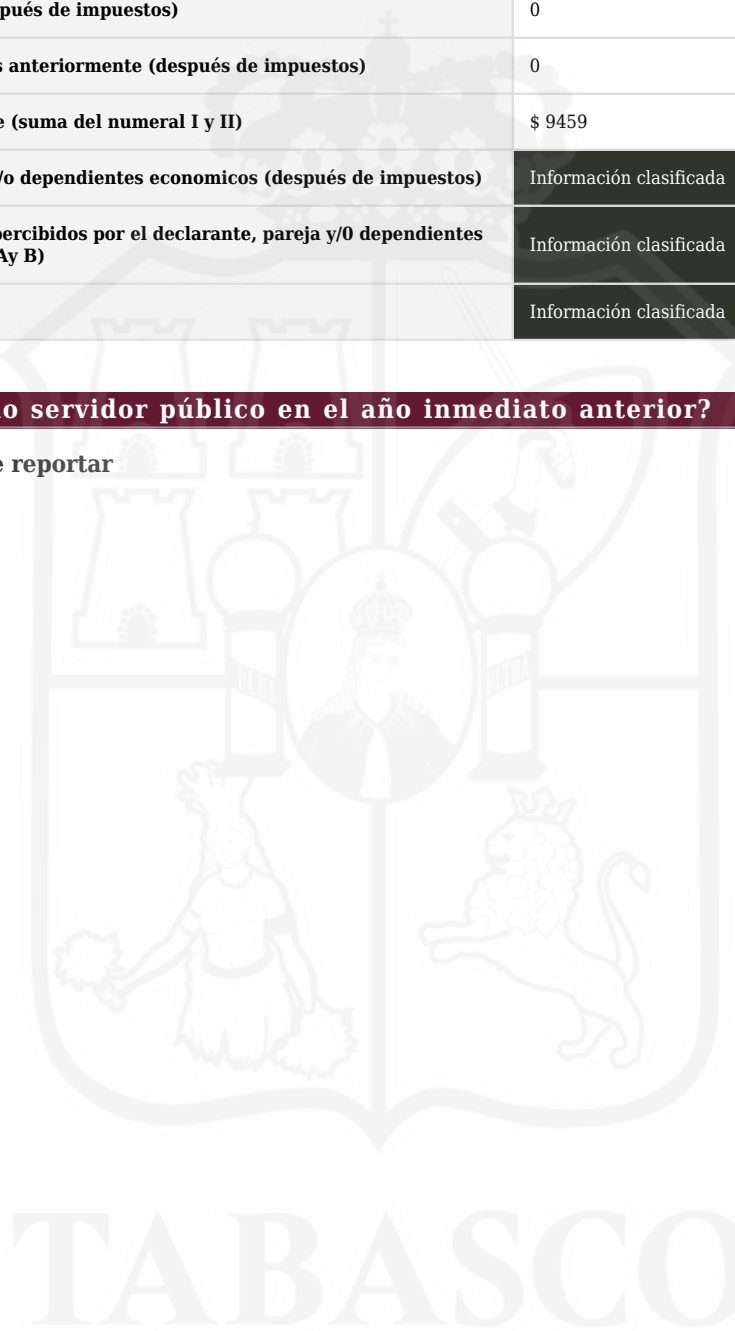 pués de impuestos)
0
s anteriormente (después de impuestos)
0
e (suma del numeral I y II)
$ 9459
/o dependientes economicos (después de impuestos)
Información clasificada
percibidos por el declarante, pareja y/0 dependientes
Ay B)
Información clasificada
Información clasificada
o servidor público en el año inmediato anterior?
e reportar
PLUS
ULTRA
TABASCO